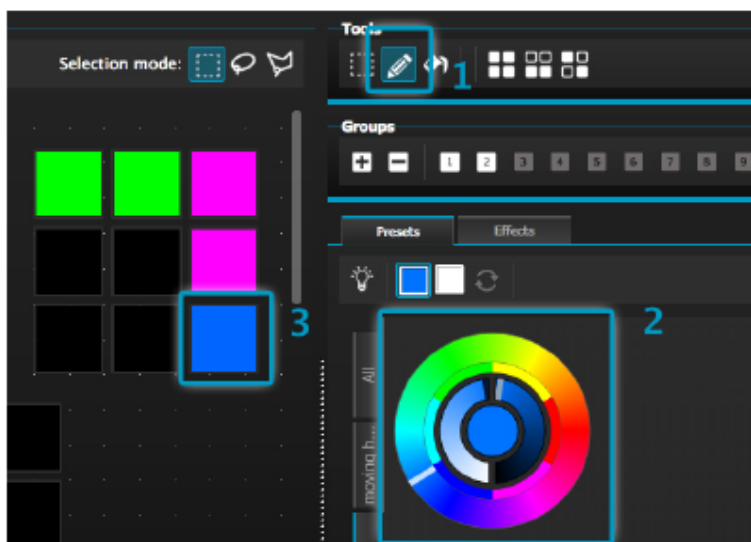 Selection mode:
Tools
1
Groups
1 2 3 4 5 6 7 8 9
Presets Effects
2
3
All
moving h...